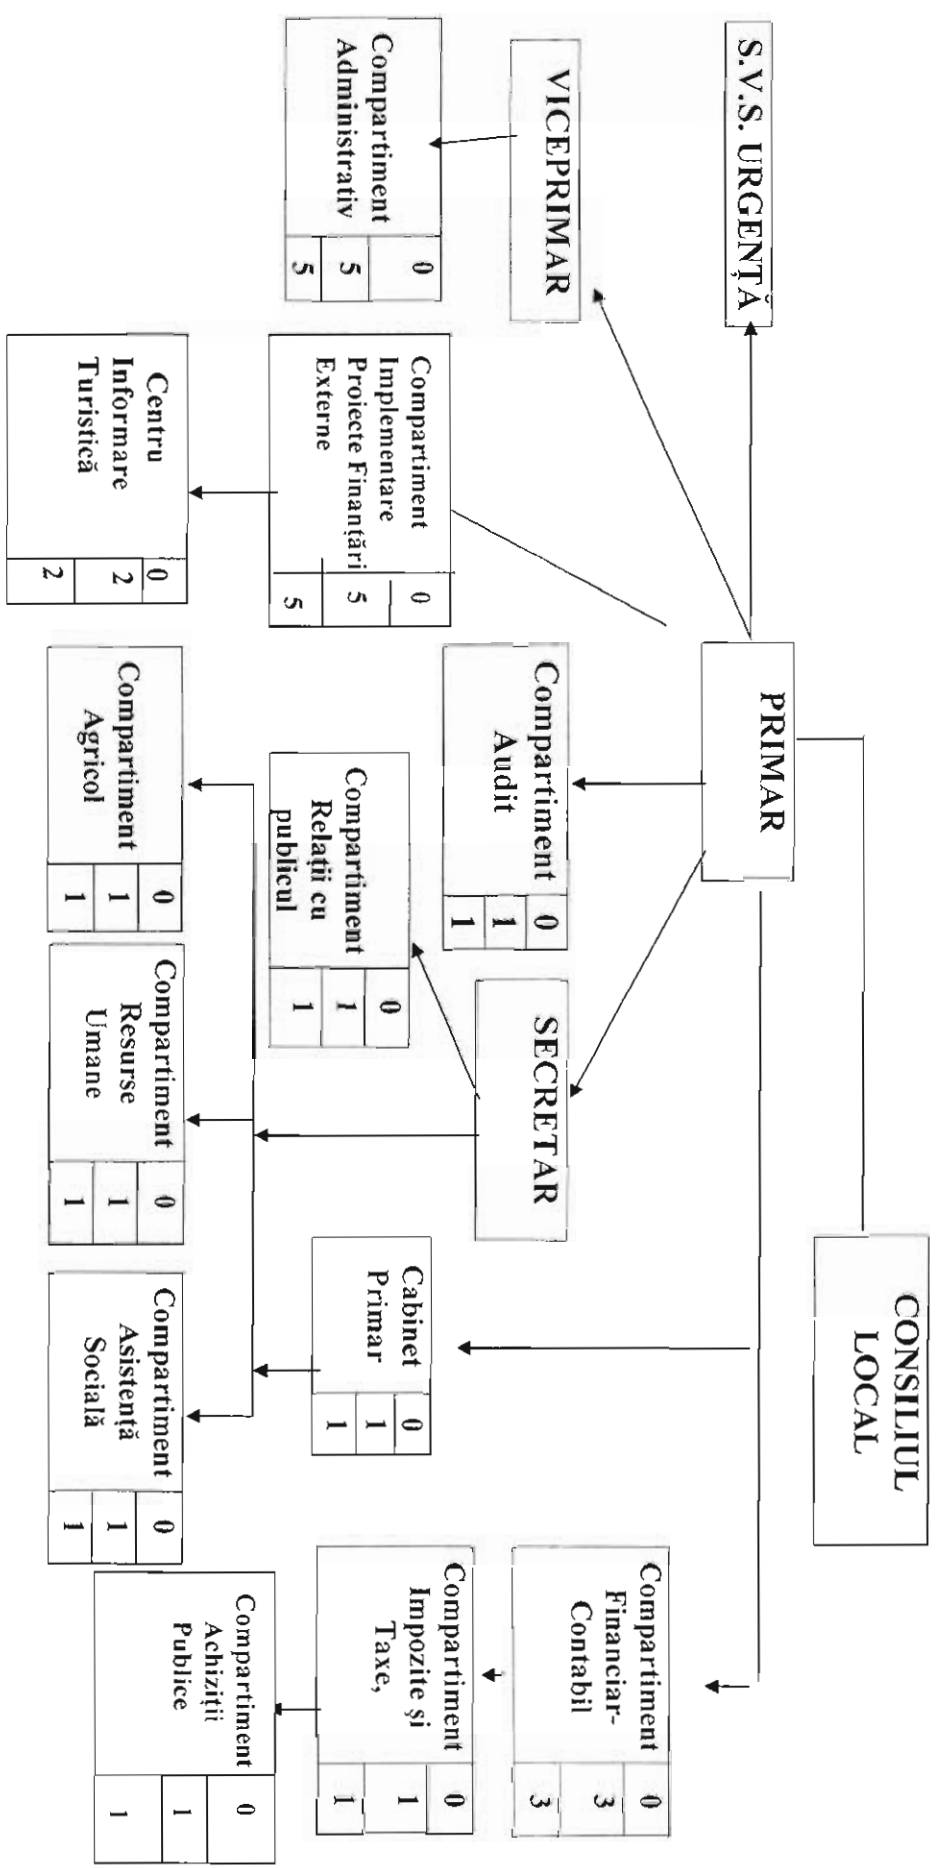 CONSILIUL
LOCAL
S.V.S. URGENȚĂ
PRIMAR
VICEPRIMAR
Compartiment
Audit
0
1
1
SECRETAR
Compartiment
Financiar-
Contabil
0
3
3
Compartiment
Administrativ
0
5
5
Compartiment
Implementare
Proiecte Finanțări
Externe
0
5
5
Compartiment
Relații cu
publicul
0
1
1
Cabinet
Primar
0
1
1
Compartiment
Impozite și
Taxe,
0
1
1
Centru
Informare
Turistică
0
2
2
Compartiment
Agricol
0
1
1
Compartiment
Resurse
Umane
0
1
1
Compartiment
Asistență
Socială
0
1
1
Compartiment
Achiziții
Publice
0
1
1